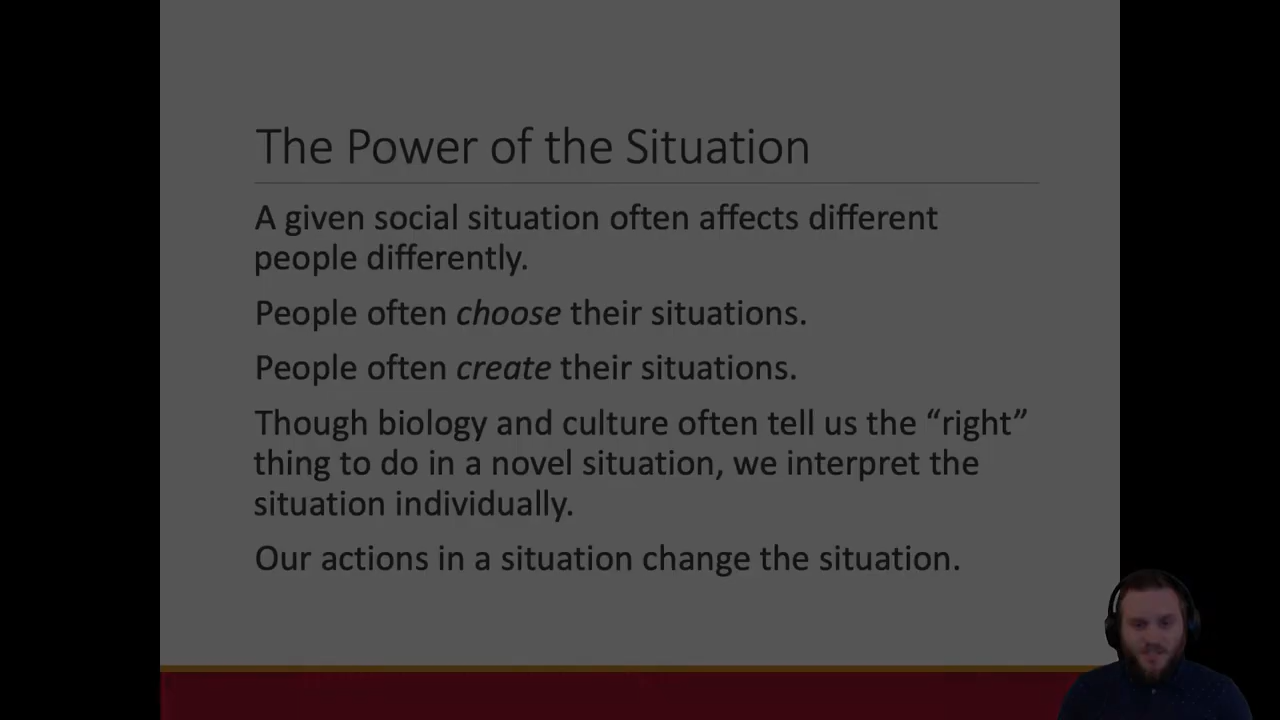 The Power of the Situation
A given social situation often affects different
people differently.
People often choose their situations.
People often create their situations.
Though biology and culture often tell us the “right”
thing to do in a novel situation, we interpret the
situation individually.
Our actions in a situation change the situation.